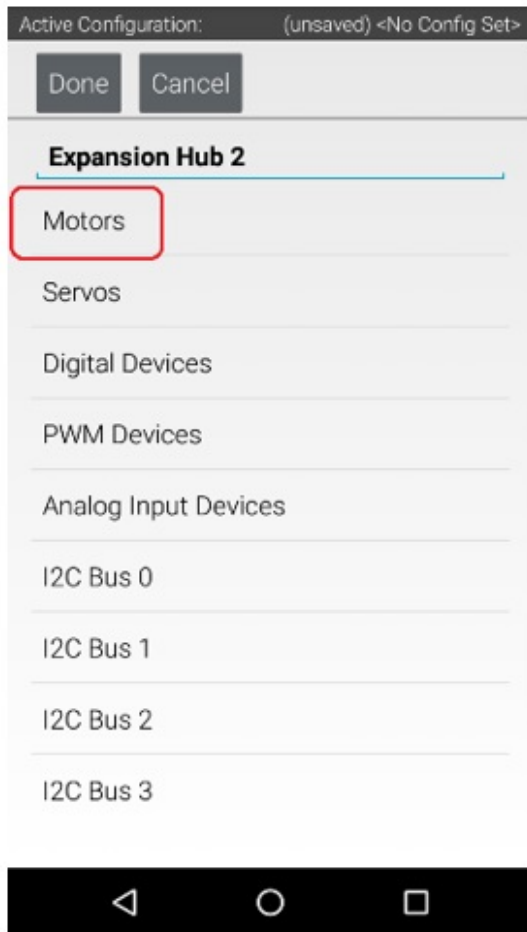 Active Configuration: (unsaved) <No Config Set>
Done Cancel
Expansion Hub 2
Motors
Servos
Digital Devices
PWM Devices
Analog Input Devices
I2C Bus 0
I2C Bus 1
I2C Bus 2
I2C Bus 3